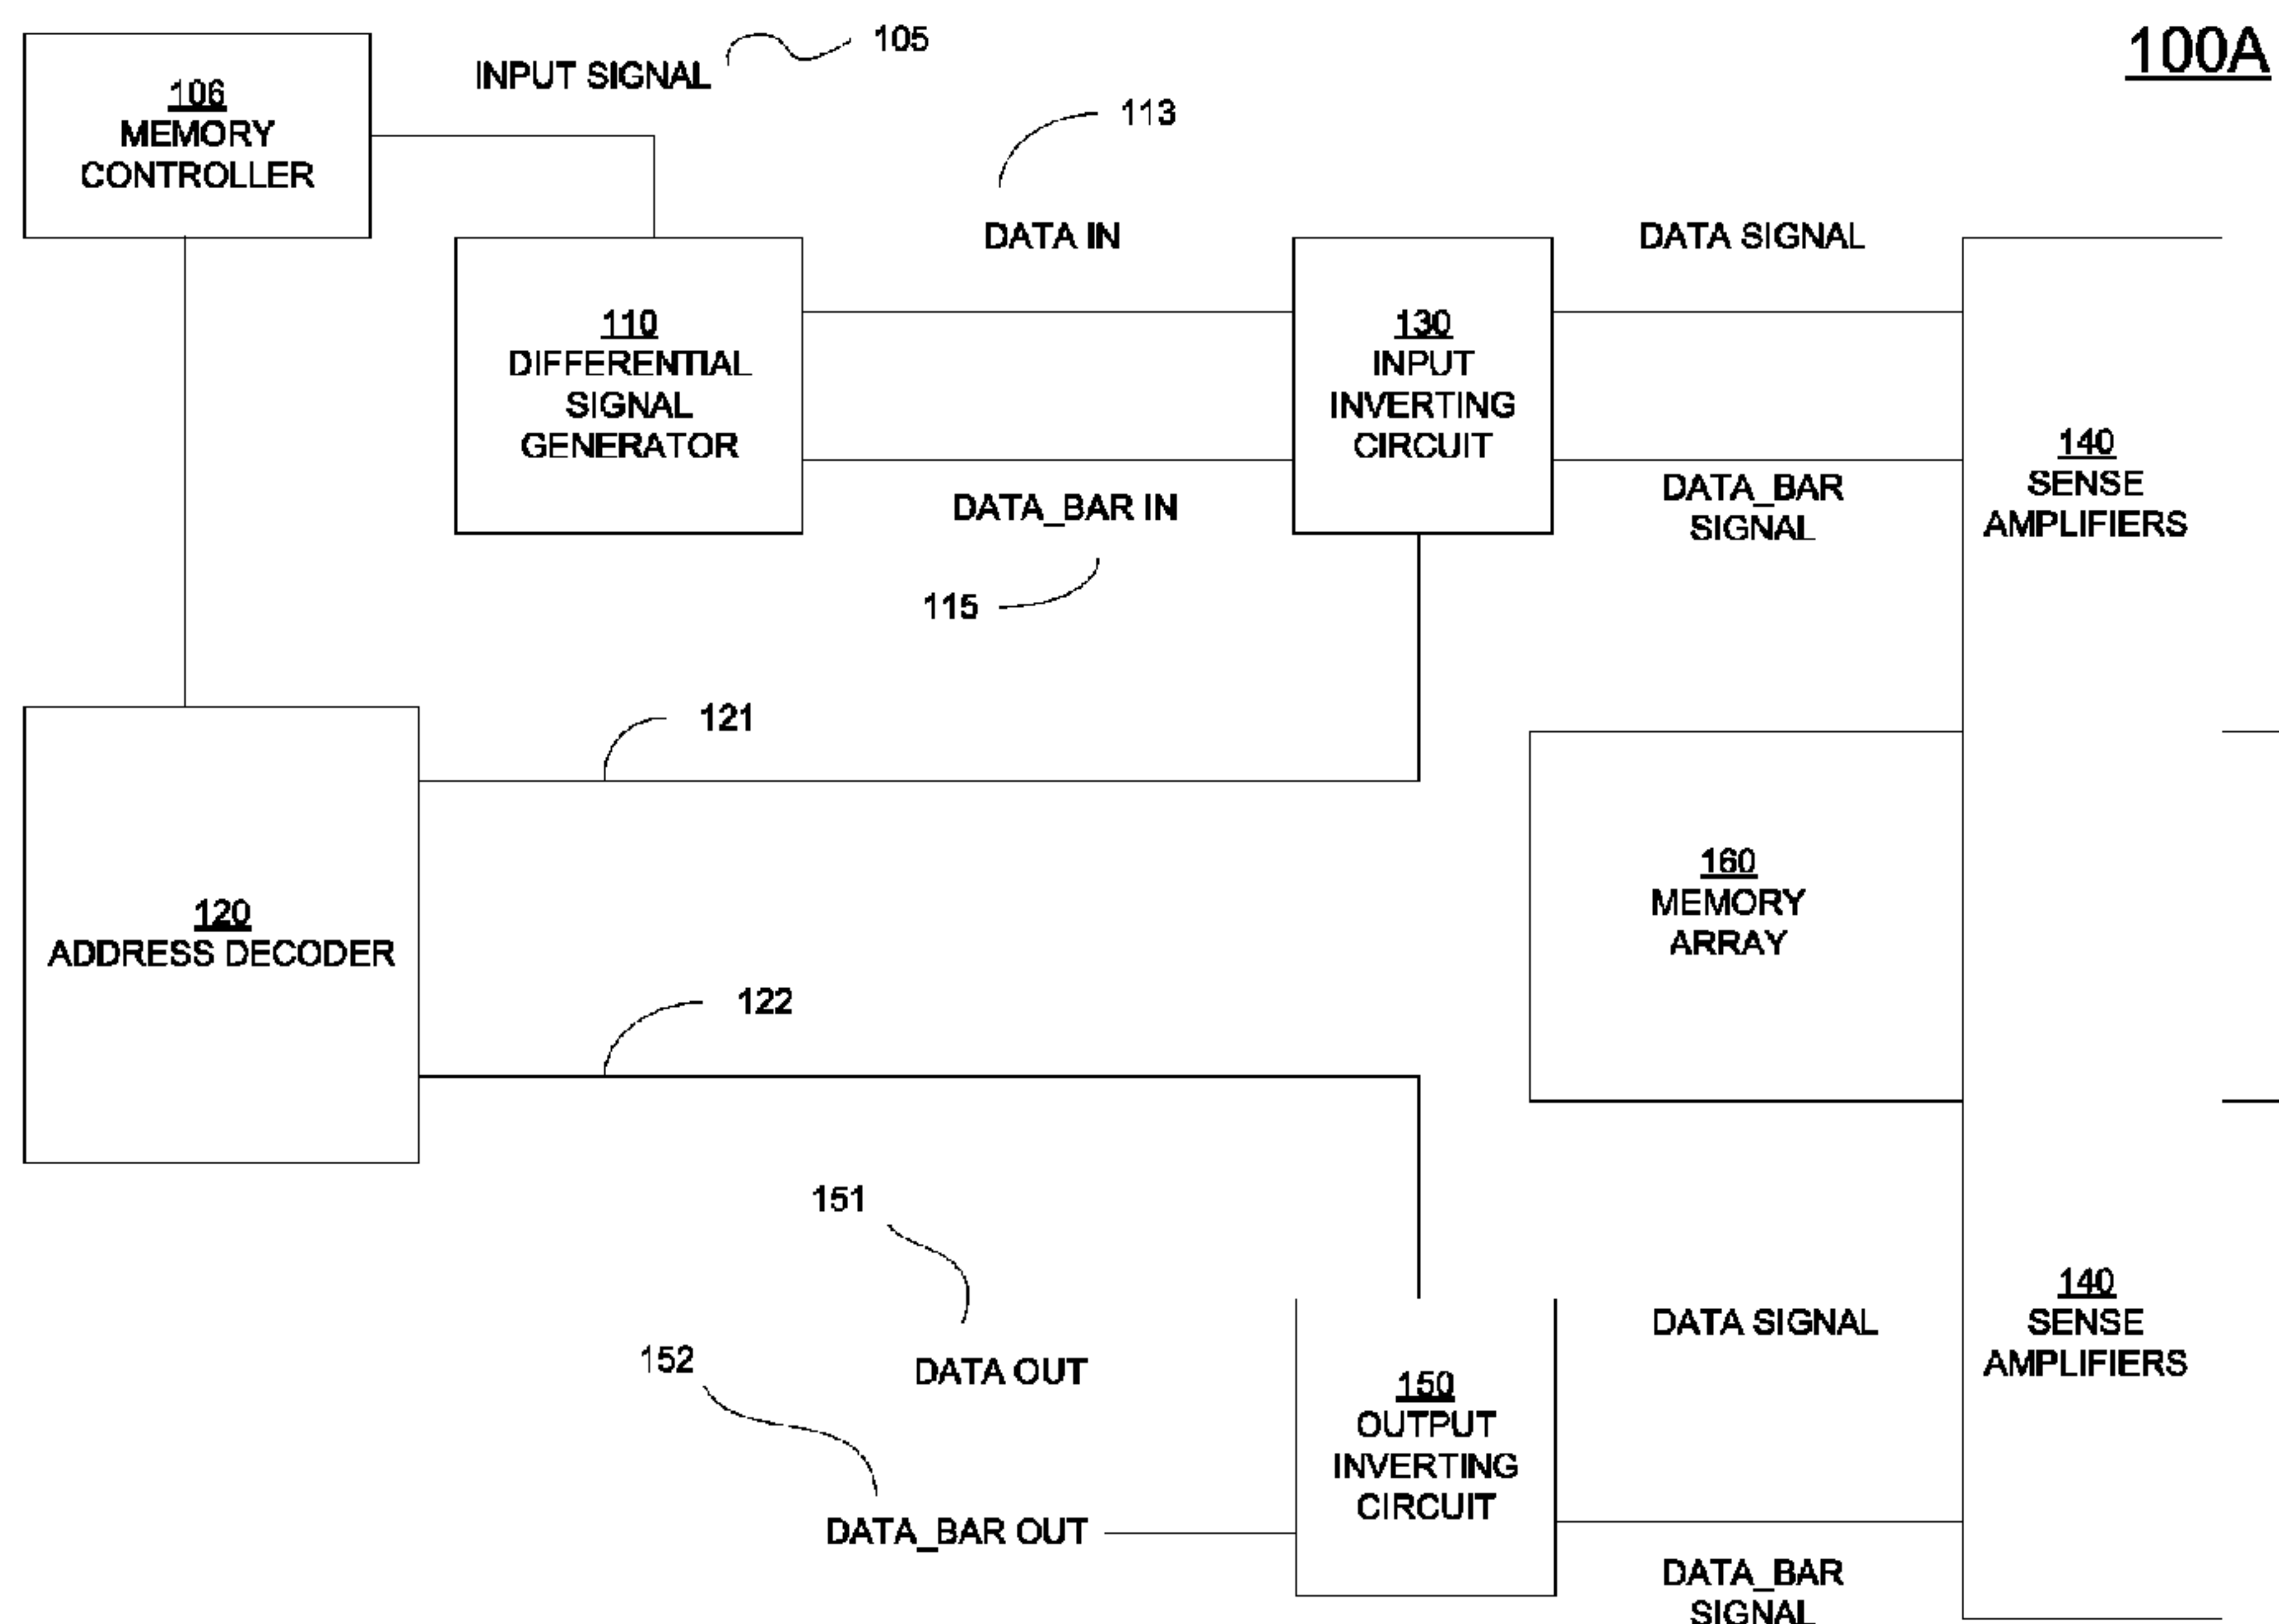 100A
105
INPUT SIGNAL
106
MEMORY
CONTROLLER
113
DATA IN
DATA SIGNAL
110
DIFFERENTIAL
SIGNAL
GENERATOR
130
INPUT
INVERTING
CIRCUIT
140
SENSE
AMPLIFIERS
DATA_BAR IN
DATA_BAR
SIGNAL
115
121
160
MEMORY
ARRAY
120
ADDRESS DECODER
122
151
DATA OUT
152
DATA_BAR OUT
150
OUTPUT
INVERTING
CIRCUIT
DATA SIGNAL
140
SENSE
AMPLIFIERS
DATA_BAR
SIGNAL